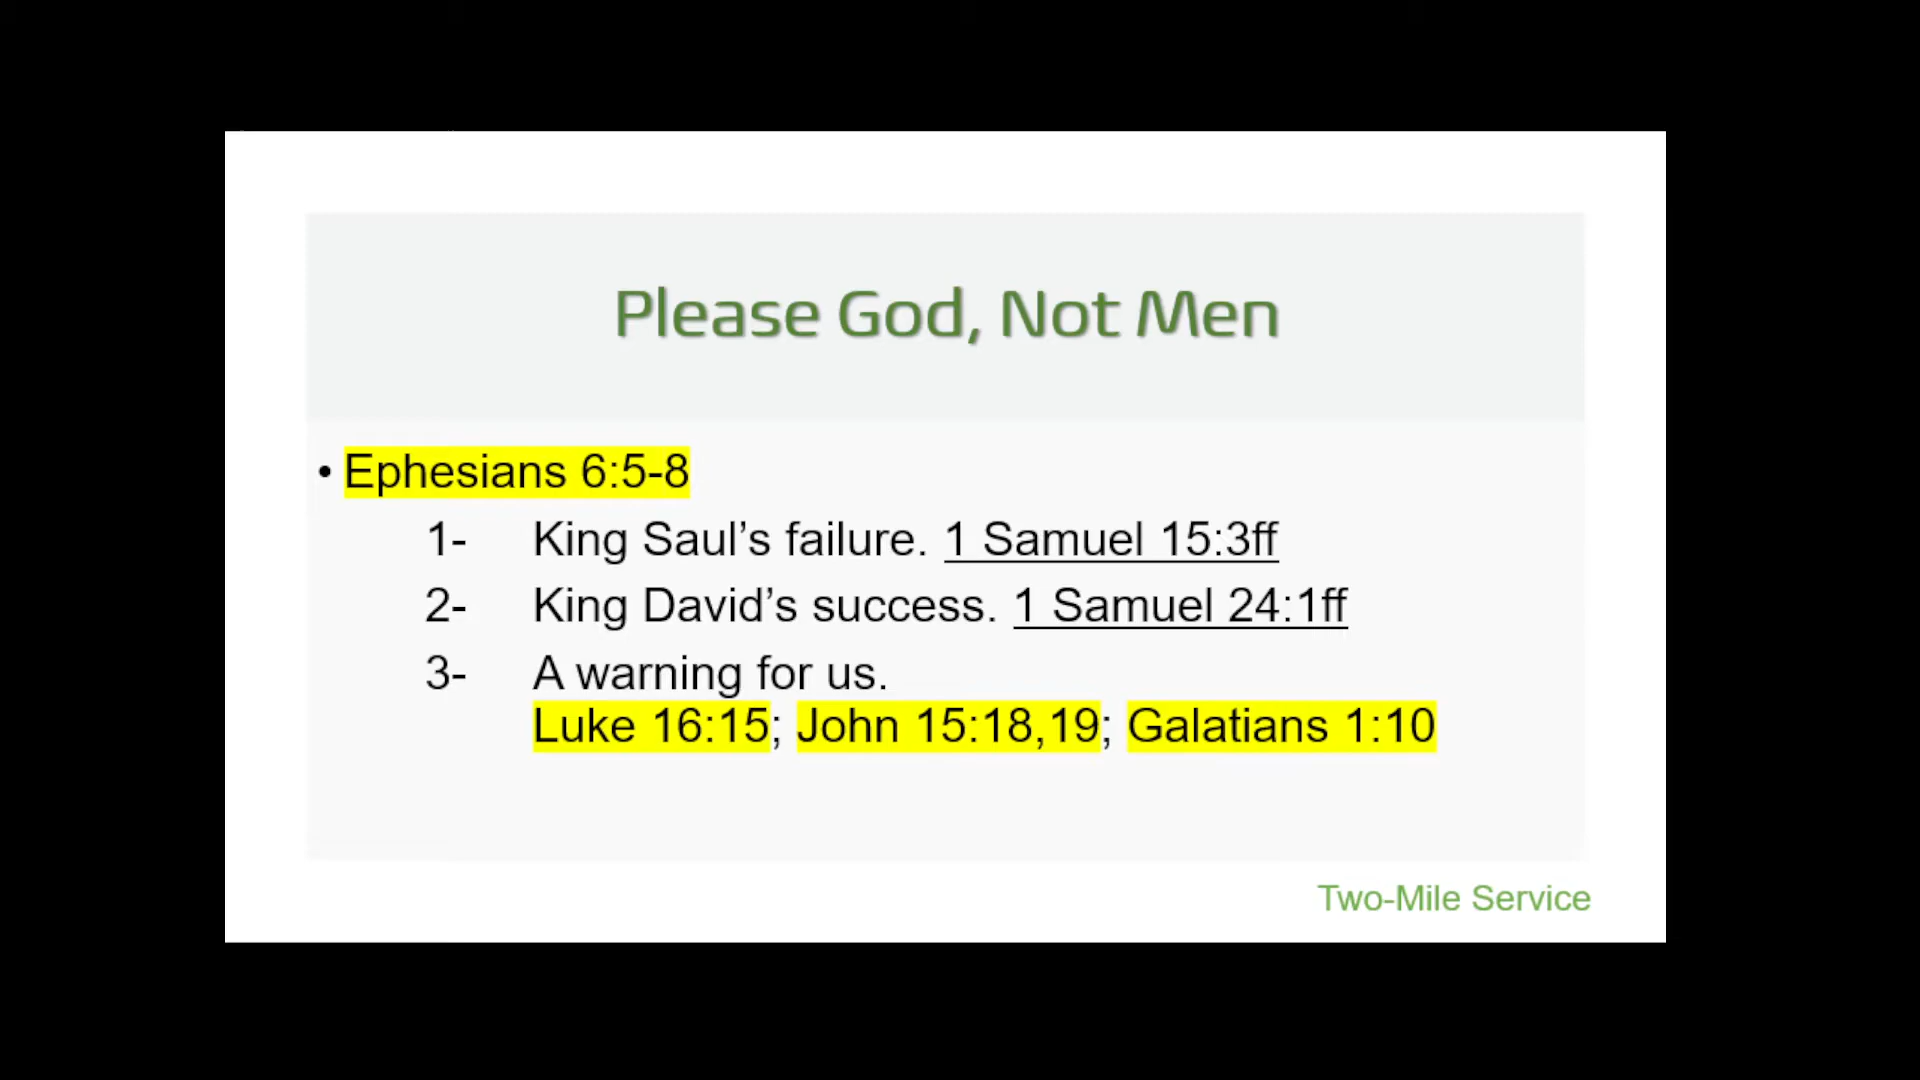 Please God, Not Men
• Ephesians 6:5-8
1- King Saul’s failure. 1 Samuel 15:3ff
2- King David’s success. 1 Samuel 24:1ff
3- A warning for us.
Luke 16:15; John 15:18,19; Galatians 1:10
Two-Mile Service